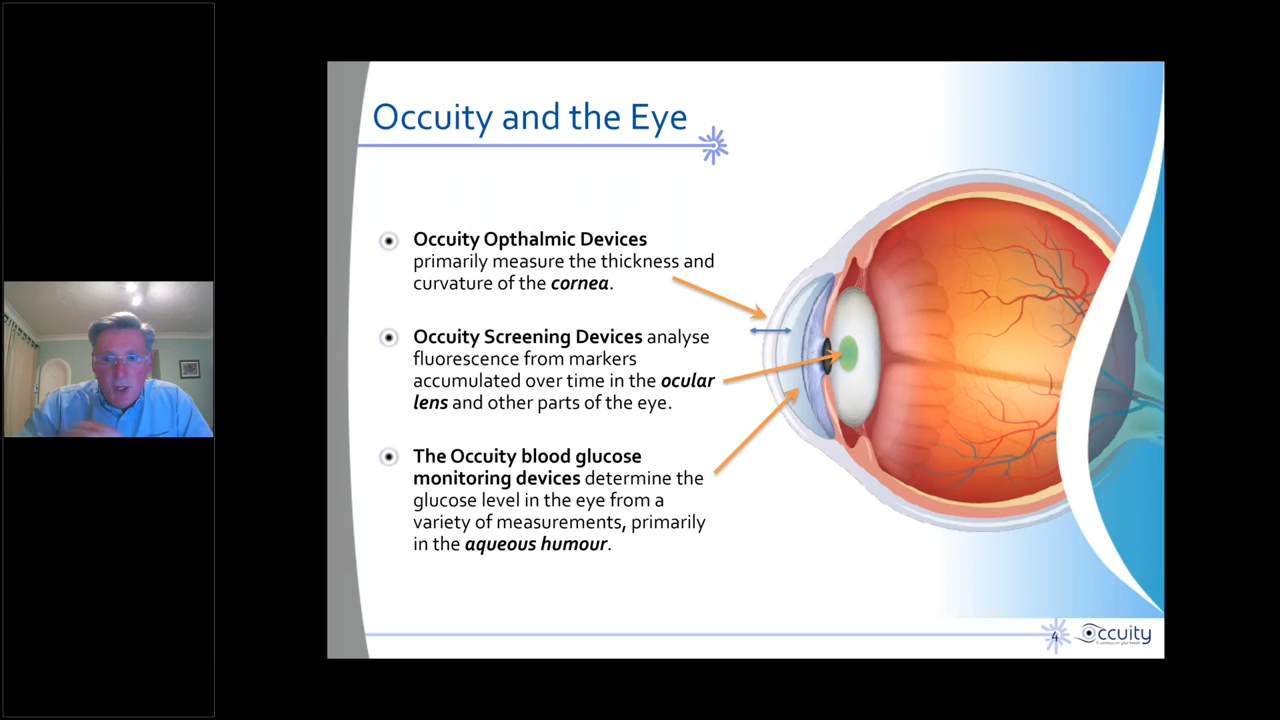 Occuity and the Eye
Occuity Opthalmic Devices
primarily measure the thickness and
curvature of the cornea.
Occuity Screening Devices analyse
fluorescence from markers
accumulated over time in the ocular
lens and other parts of the eye.
The Occuity blood glucose
monitoring devices determine the
glucose level in the eye from a
variety of measurements, primarily
in the aqueous humour.
4
Occuity